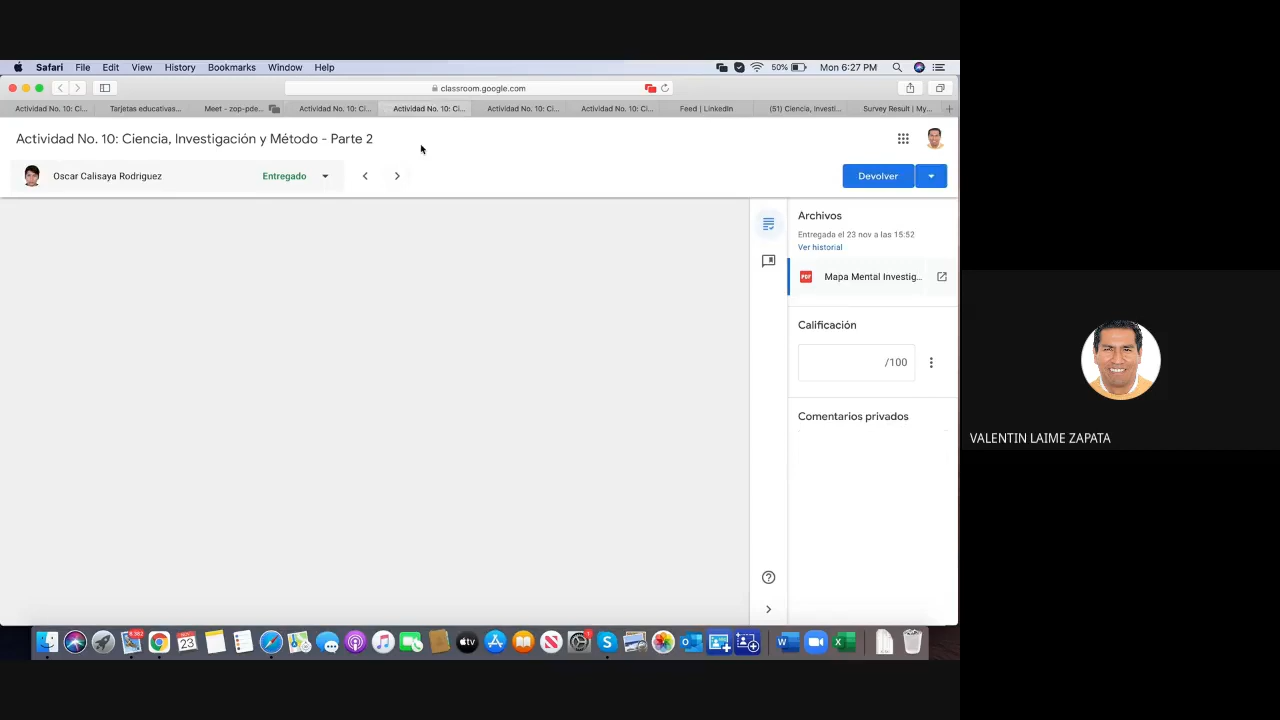 Safari File Edit View History Bookmarks Window Help 50% Mon 6:27 PM
classroom.google.com
Actividad No. 10: Ci... Tarjetas educativas... Meet - zop-pde... Actividad No. 10: Ci... Actividad No. 10: Ci... Actividad No. 10: Ci... Actividad No. 10: Ci... Feed | LinkedIn (51) Ciencia, Investi... Survey Result | My...
Actividad No. 10: Ciencia, Investigación y Método - Parte 2
Oscar Calisaya Rodriguez Entregado Devolver
Archivos
Entregada el 23 nov a las 15:52
Ver historial
PDF Mapa Mental Investig...
Calificación
/100
Comentarios privados
VALENTIN LAIME ZAPATA
23
tv